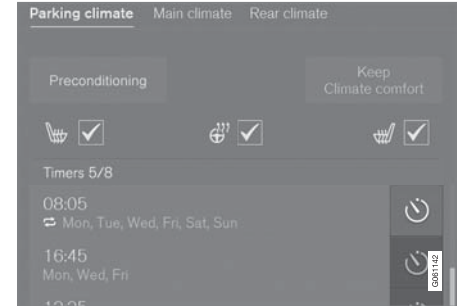 Parking climate Main climate Rear climate
Preconditioning
Keep
Climate comfort
Timers 5/8
08:05
Mon, Tue, Wed, Fri, Sat, Sun
16:45
Mon, Wed, Fri
G061142